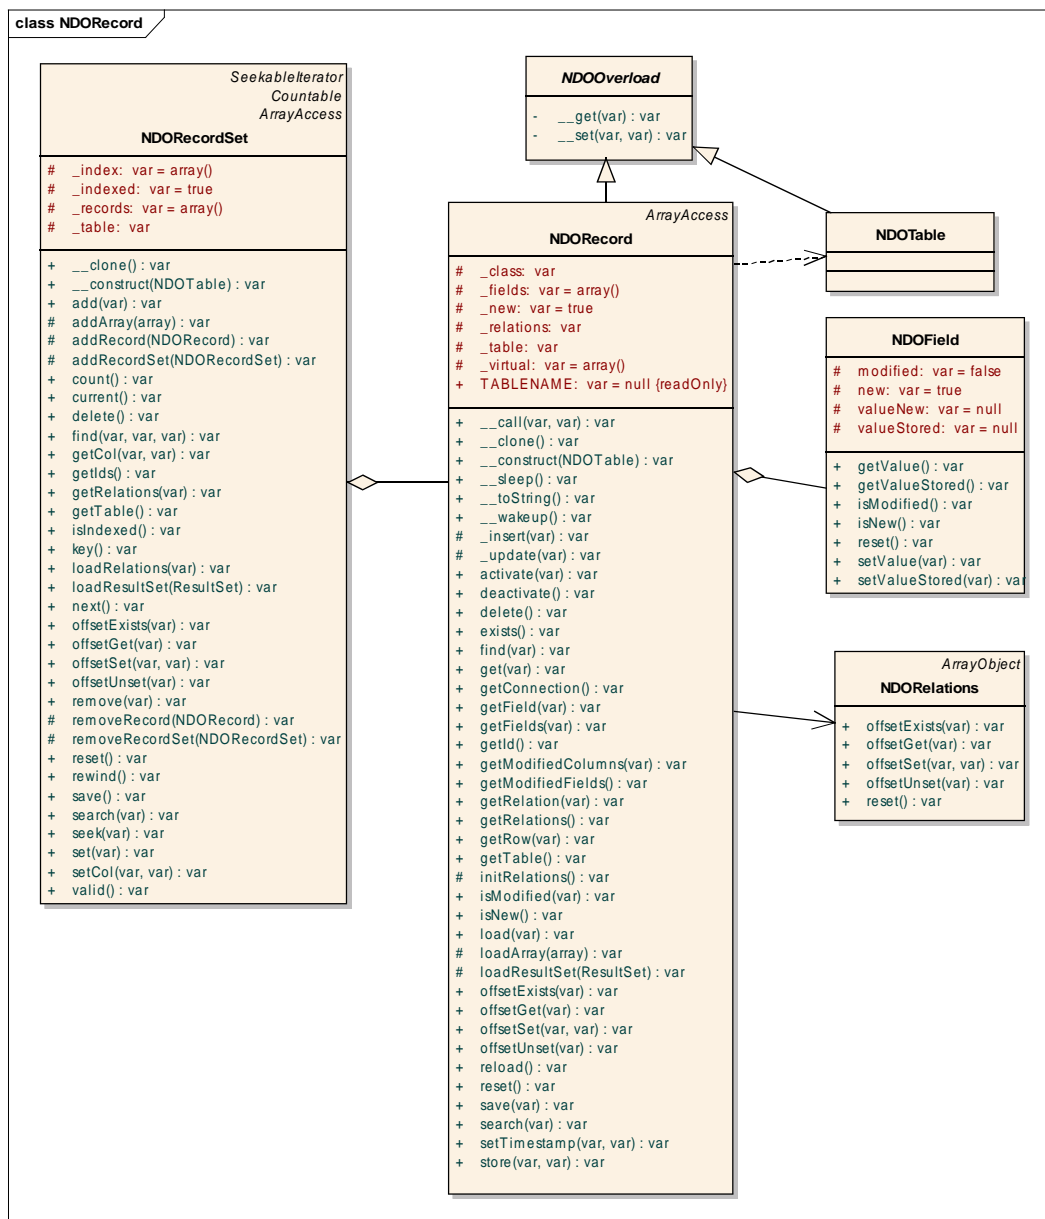 class NDORecord
SeekableIterator
Countable
ArrayAccess
NDORecordSet
# _index: var = array()
# _indexed: var = true
# _records: var = array()
# _table: var
+ __clone() : var
+ __construct(NDOTable) : var
+ add(var) : var
# addArray(array) : var
# addRecord(NDORecord) : var
# addRecordSet(NDORecordSet) : var
+ count() : var
+ current() : var
+ delete() : var
+ find(var, var, var) : var
+ getCol(var, var) : var
+ getIds() : var
+ getRelations(var) : var
+ getTable() : var
+ isIndexed() : var
+ key() : var
+ loadRelations(var) : var
+ loadResultSet(ResultSet) : var
+ next() : var
+ offsetExists(var) : var
+ offsetGet(var) : var
+ offsetSet(var, var) : var
+ offsetUnset(var) : var
+ remove(var) : var
# removeRecord(NDORecord) : var
# removeRecordSet(NDORecordSet) : var
+ reset() : var
+ rewind() : var
+ save() : var
+ search(var) : var
+ seek(var) : var
+ set(var) : var
+ setCol(var, var) : var
+ valid() : var
NDOOverload
- __get(var) : var
- __set(var, var) : var
ArrayAccess
NDORecord
# _class: var
# _fields: var = array()
# _new: var = true
# _relations: var
# _table: var
# _virtual: var = array()
+ TABLENAME: var = null {readOnly}
+ __call(var, var) : var
+ __clone() : var
+ __construct(NDOTable) : var
+ __sleep() : var
+ __toString() : var
+ __wakeup() : var
# _insert(var) : var
# _update(var) : var
+ activate(var) : var
+ deactivate() : var
+ delete() : var
+ exists() : var
+ find(var) : var
+ get(var) : var
+ getConnection() : var
+ getField(var) : var
+ getFields(var) : var
+ getId() : var
+ getModifiedColumns(var) : var
+ getModifiedFields() : var
+ getRelation(var) : var
+ getRelations() : var
+ getRow(var) : var
+ getTable() : var
# initRelations() : var
+ isModified(var) : var
+ isNew() : var
+ load(var) : var
# loadArray(array) : var
# loadResultSet(ResultSet) : var
+ offsetExists(var) : var
+ offsetGet(var) : var
+ offsetSet(var, var) : var
+ offsetUnset(var) : var
+ reload() : var
+ reset() : var
+ save(var) : var
+ search(var) : var
+ setTimestamp(var, var) : var
+ store(var, var) : var
NDOTable
NDOField
# modified: var = false
# new: var = true
# valueNew: var = null
# valueStored: var = null
+ getValue() : var
+ getValueStored() : var
+ isModified() : var
+ isNew() : var
+ reset() : var
+ setValue(var) : var
+ setValueStored(var) : var
ArrayObject
NDORelations
+ offsetExists(var) : var
+ offsetGet(var) : var
+ offsetSet(var, var) : var
+ offsetUnset(var) : var
+ reset() : var